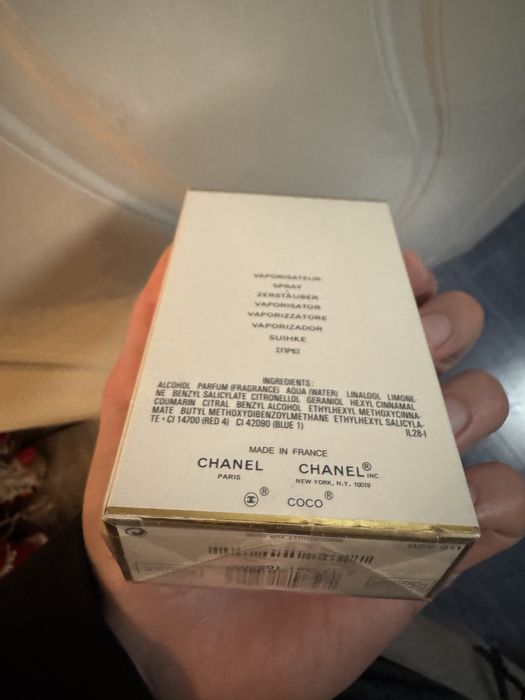 VAPORISATEUR
SPRAY
ZERSTÄUBER
VAPORISATOR
VAPORIZZATORE
VAPORIZADOR
SUIHKE
ΣΠΡΕΪ
INGREDIENTS:
ALCOHOL PARFUM (FRAGRANCE) AQUA (WATER) LINALOOL LIMONE-
NE BENZYL SALICYLATE CITRONELLOL GERANIOL HEXYL CINNAMAL
COUMARIN CITRAL BENZYL ALCOHOL ETHYLHEXYL METHOXYCINNA-
MATE BUTYL METHOXYDIBENZOYLMETHANE ETHYLHEXYL SALICYLA-
TE • CI 14700 (RED 4) CI 42090 (BLUE 1)
IL28-I
MADE IN FRANCE
CHANEL CHANEL® INC.
PARIS NEW YORK, N.Y. 10019
® COCO®